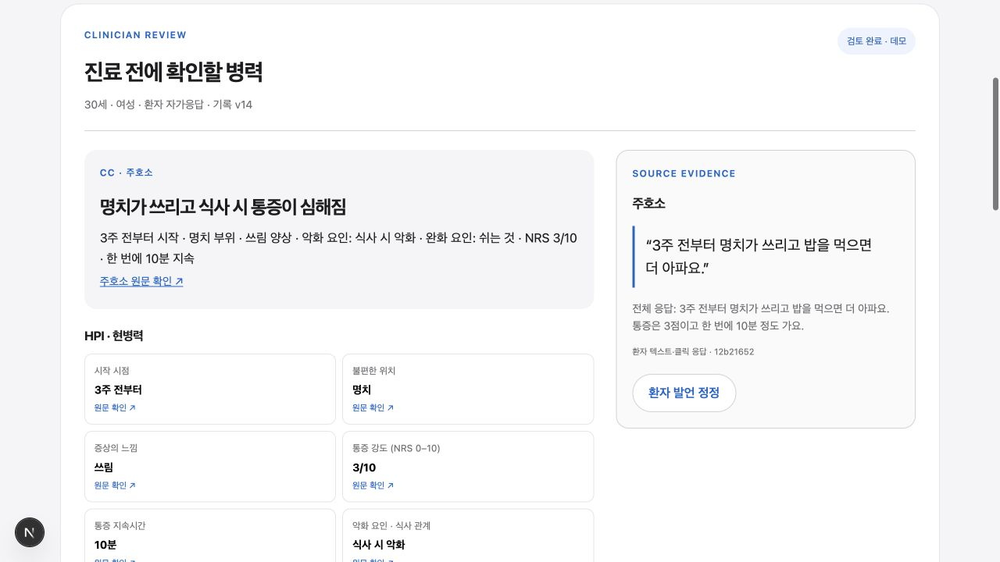 CLINICIAN REVIEW
검토 완료 · 데모
진료 전에 확인할 병력
30세 · 여성 · 환자 자가응답 · 기록 v14
CC · 주호소
명치가 쓰리고 식사 시 통증이 심해짐
3주 전부터 시작 · 명치 부위 · 쓰림 양상 · 악화 요인: 식사 시 악화 · 완화 요인: 쉬는 것 · NRS 3/10
· 한 번에 10분 지속
주호소 원문 확인 ↗
HPI · 현병력
시작 시점
3주 전부터
원문 확인 ↗
불편한 위치
명치
원문 확인 ↗
증상의 느낌
쓰림
원문 확인 ↗
통증 강도 (NRS 0–10)
3/10
원문 확인 ↗
통증 지속시간
10분
원문 확인 ↗
악화 요인 · 식사 관계
식사 시 악화
원문 확인 ↗
SOURCE EVIDENCE
주호소
“3주 전부터 명치가 쓰리고 밥을 먹으면
더 아파요.”
전체 응답: 3주 전부터 명치가 쓰리고 밥을 먹으면 더 아파요.
통증은 3점이고 한 번에 10분 정도 가요.
환자 텍스트·클릭 응답 · 12b21652
환자 발언 정정
N